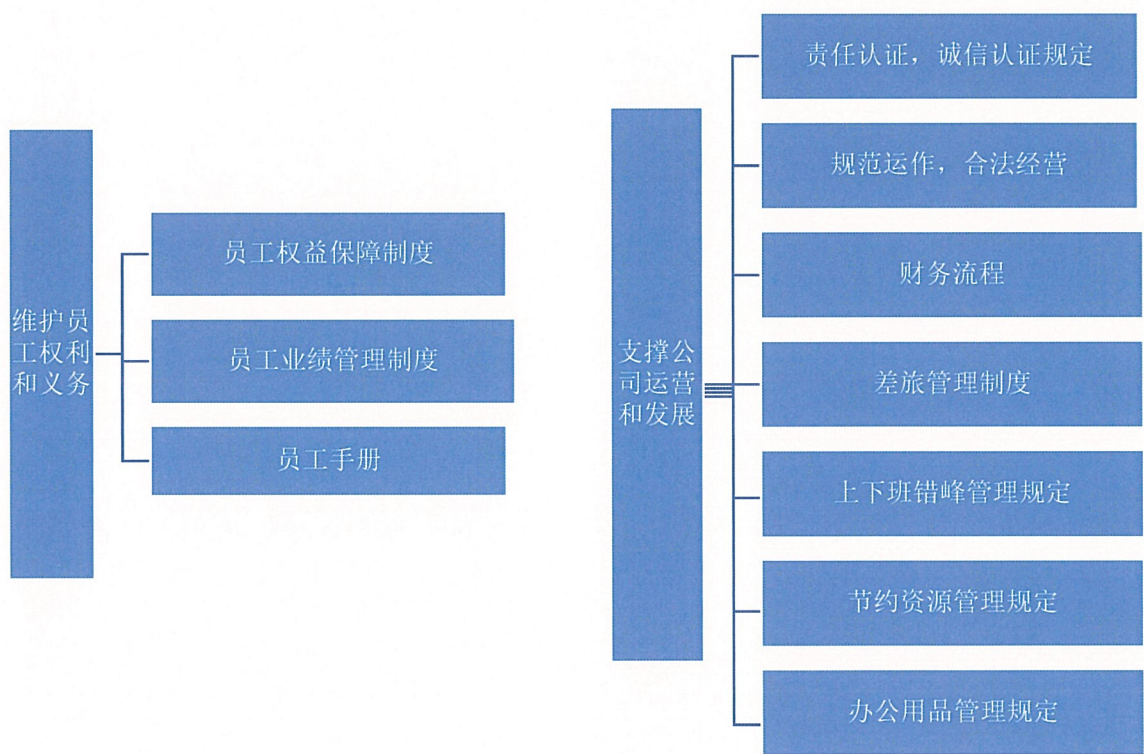 维护员
工权利
和义务
员工权益保障制度
员工业绩管理制度
员工手册
支撑公
司运营
和发展
责任认证，诚信认证规定
规范运作，合法经营
财务流程
差旅管理制度
上下班错峰管理规定
节约资源管理规定
办公用品管理规定